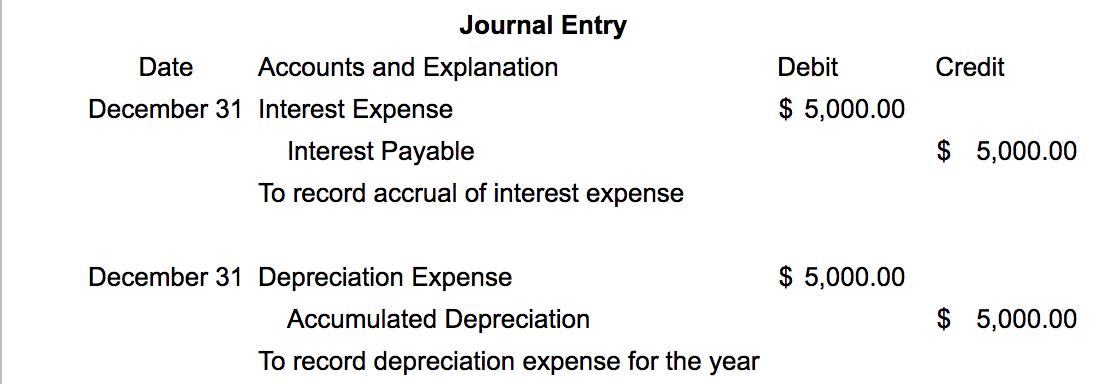 Journal Entry
Date Accounts and Explanation Debit Credit
December 31 Interest Expense $ 5,000.00
Interest Payable $ 5,000.00
To record accrual of interest expense
December 31 Depreciation Expense $ 5,000.00
Accumulated Depreciation $ 5,000.00
To record depreciation expense for the year